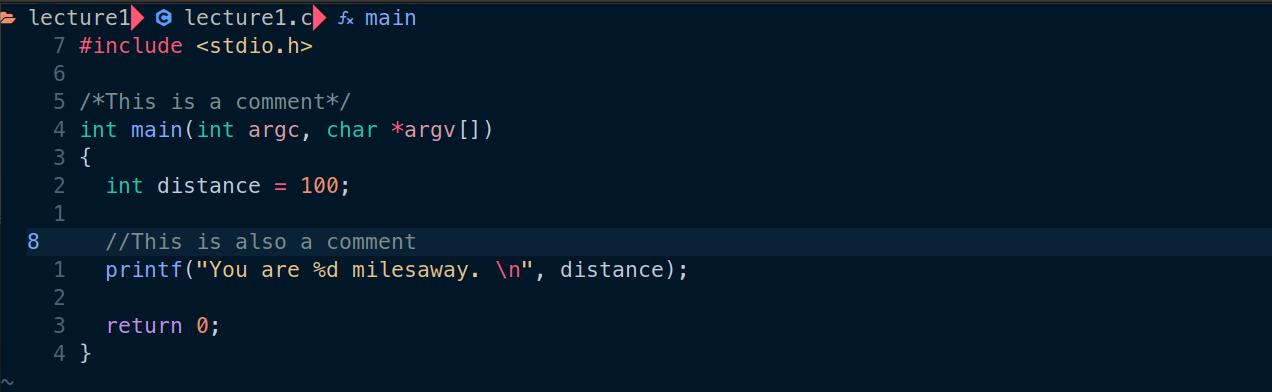 lecture1 lecture1.c main
7 #include <stdio.h>
6
5 /*This is a comment*/
4 int main(int argc, char *argv[])
3 {
2   int distance = 100;
1
8   //This is also a comment
1   printf("You are %d milesaway. \n", distance);
2
3   return 0;
4 }
~